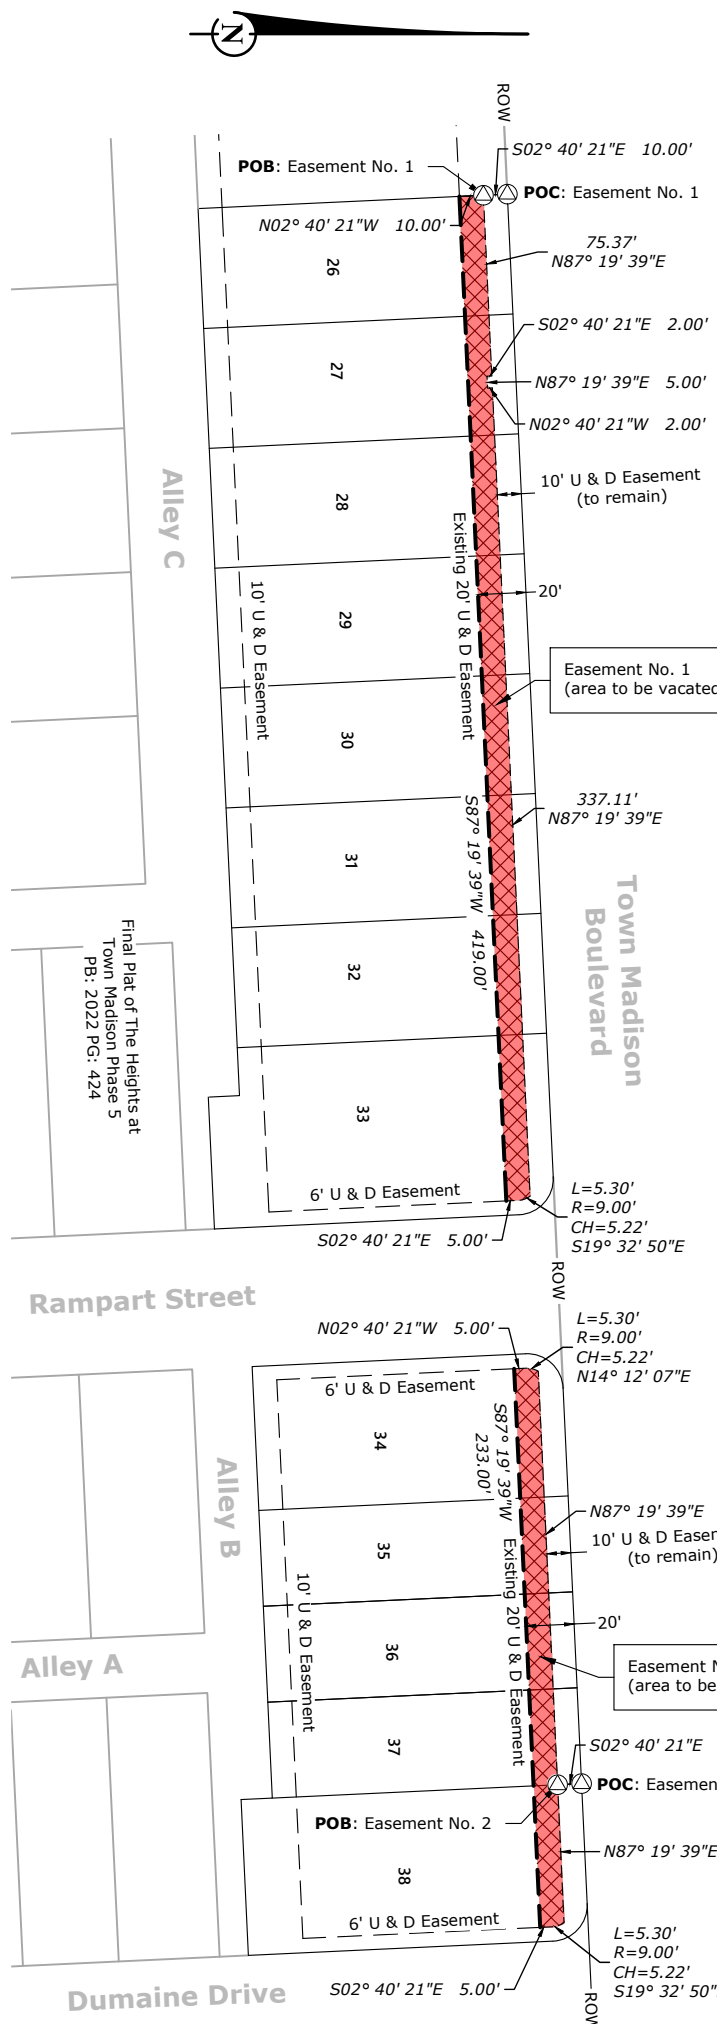 N
ROW
S02° 40' 21"E 10.00'
POB: Easement No. 1
POC: Easement No. 1
N02° 40' 21"W 10.00'
75.37'
N87° 19' 39"E
26
S02° 40' 21"E 2.00'
27
N87° 19' 39"E 5.00'
N02° 40' 21"W 2.00'
10' U & D Easement
(to remain)
28
Alley C
Existing 20' U & D Easement
10' U & D Easement
29
20'
Easement No. 1
(area to be vacated
30
337.11'
N87° 19' 39"E
S87° 19' 39"W 419.00'
31
Town Madison
Boulevard
32
Final Plat of The Heights at
Town Madison Phase 5
PB: 2022 PG: 424
33
6' U & D Easement
L=5.30'
R=9.00'
CH=5.22'
S19° 32' 50"E
S02° 40' 21"E 5.00'
ROW
Rampart Street
N02° 40' 21"W 5.00'
L=5.30'
R=9.00'
CH=5.22'
N14° 12' 07"E
6' U & D Easement
34
S87° 19' 39"W
233.00'
Alley B
N87° 19' 39"E
35
10' U & D Easem
(to remain)
Existing 20' U & D Easement
10' U & D Easement
20'
36
Alley A
Easement N
(area to be
37
S02° 40' 21"E
POC: Easemen
POB: Easement No. 2
N87° 19' 39"E
38
6' U & D Easement
L=5.30'
R=9.00'
CH=5.22'
S19° 32' 50"
S02° 40' 21"E 5.00'
Dumaine Drive
ROW